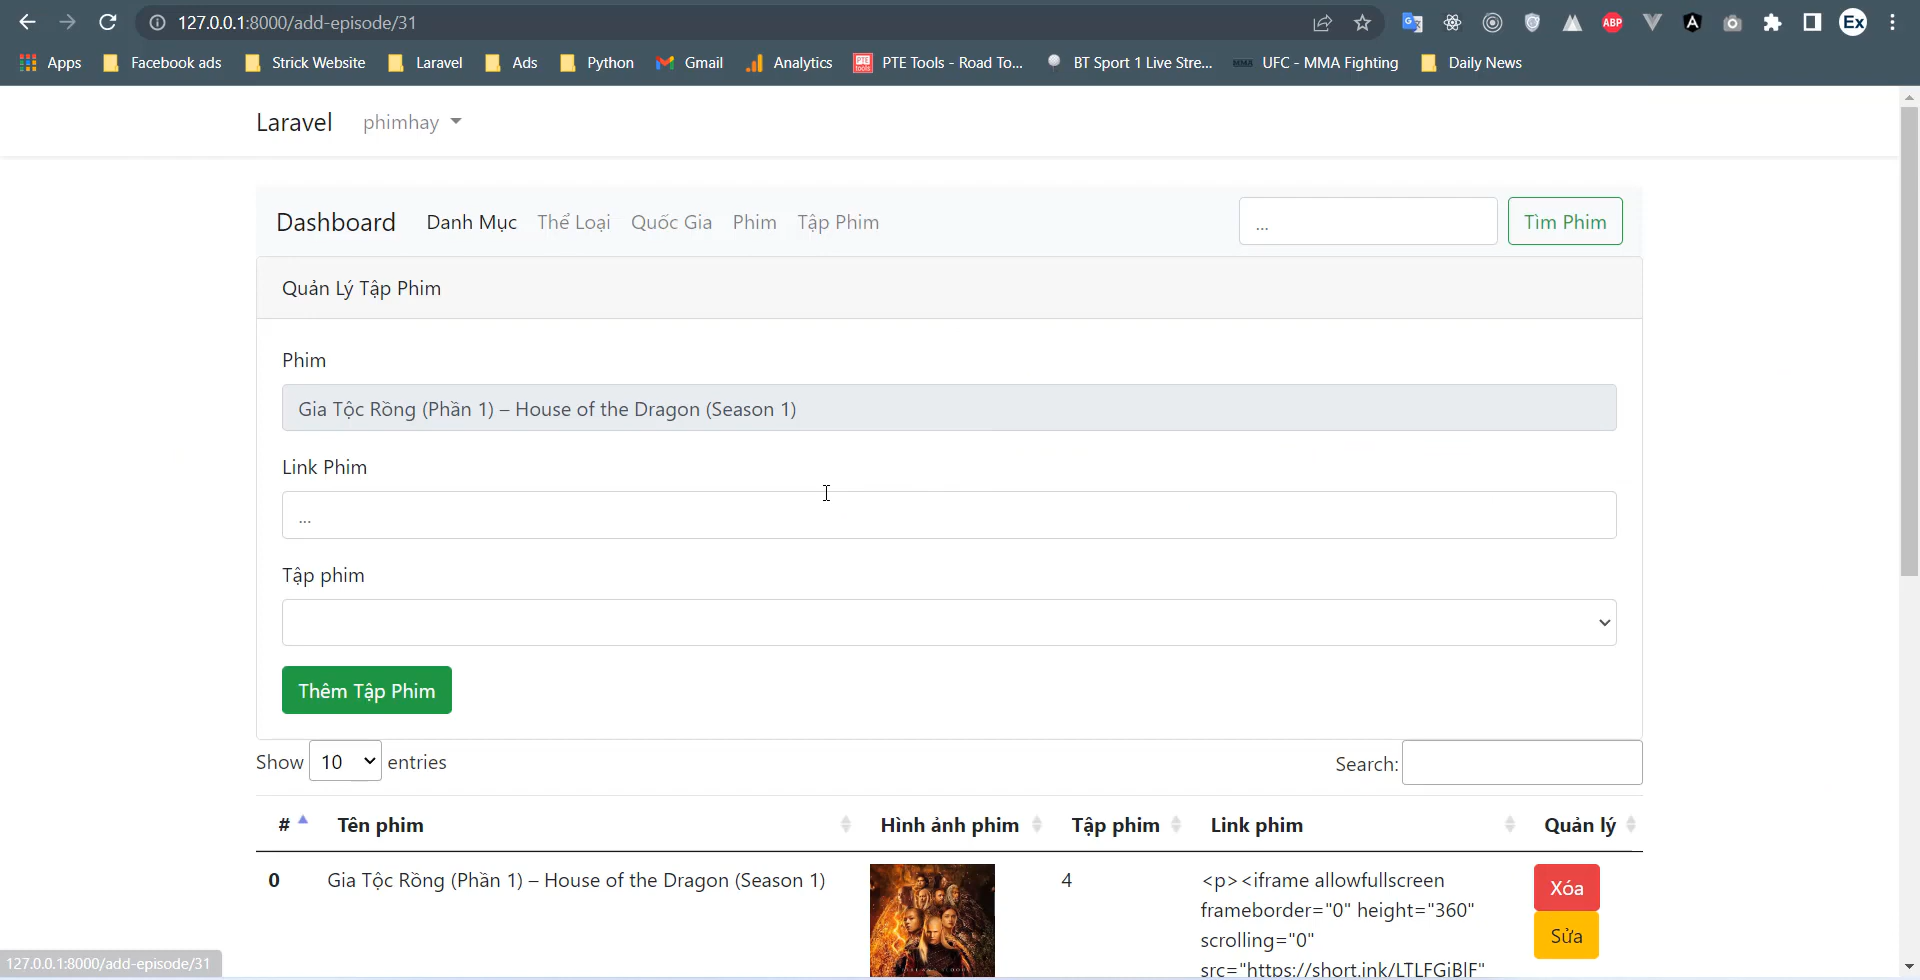 127.0.0.1:8000/add-episode/31
Apps Facebook ads Strick Website Laravel Ads Python Gmail Analytics PTE Tools - Road To... BT Sport 1 Live Stre... UFC - MMA Fighting Daily News
Laravel phimhay
Dashboard Danh Mục Thể Loại Quốc Gia Phim Tập Phim ... Tìm Phim
Quản Lý Tập Phim
Phim
Gia Tộc Rồng (Phần 1) – House of the Dragon (Season 1)
Link Phim
...
Tập phim
Thêm Tập Phim
Show 10 entries Search:
# Tên phim Hình ảnh phim Tập phim Link phim Quản lý
0 Gia Tộc Rồng (Phần 1) – House of the Dragon (Season 1) 4 <p><iframe allowfullscreen Xóa
frameborder="0" height="360"
scrolling="0" Sửa
src="https://short.ink/LTLFGiBlF"
127.0.0.1:8000/add-episode/31